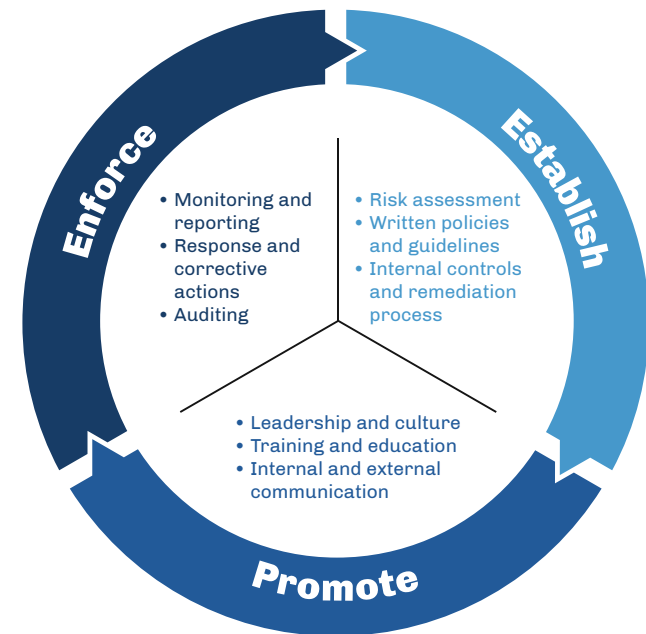 Enforce
• Monitoring and
reporting
• Response and
corrective
actions
• Auditing
Establish
• Risk assessment
• Written policies
and guidelines
• Internal controls
and remediation
process
• Leadership and culture
• Training and education
• Internal and external
communication
Promote